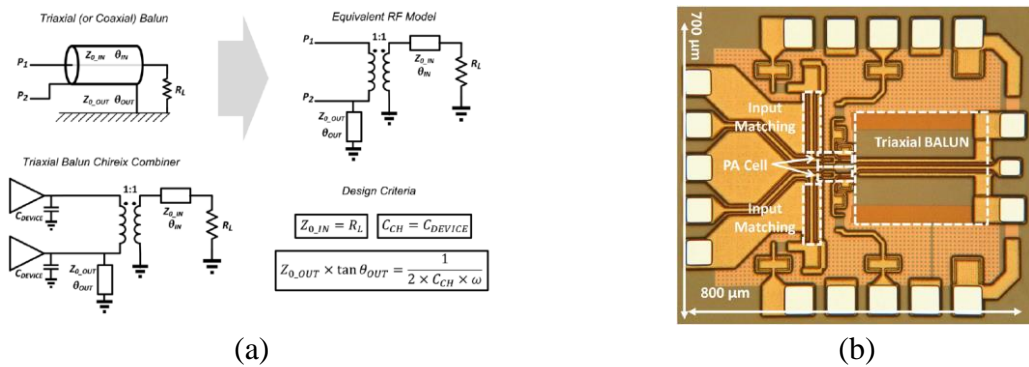 Triaxial (or Coaxial) Balun
P1
P2
Z0_IN θIN
Z0_OUT θOUT
RL
Equivalent RF Model
P1
P2
1:1
Z0_IN
θIN
RL
Z0_OUT
θOUT
Triaxial Balun Chireix Combiner
CDEVICE
CDEVICE
1:1
Z0_IN
θIN
RL
Z0_OUT
θOUT
Design Criteria
Z0_IN = RL
CCH = CDEVICE
Z0_OUT × tan θOUT = 1 / (2 × CCH × ω)
(a)
700 µm
Input
Matching
Triaxial BALUN
PA Cell
Input
Matching
800 µm
(b)